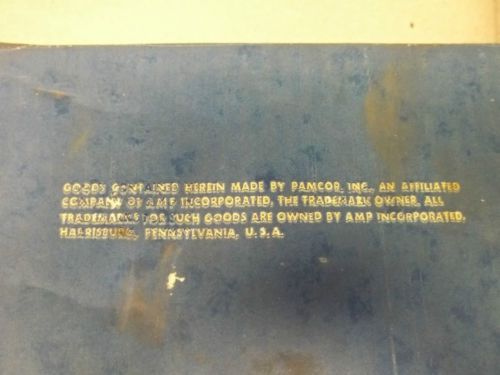 GOODS CONTAINED HEREIN MADE BY PAMCOR, INC., AN AFFILIATED
COMPANY OF AMP INCORPORATED, THE TRADEMARK OWNER. ALL
TRADEMARKS FOR SUCH GOODS ARE OWNED BY AMP INCORPORATED,
HARRISBURG, PENNSYLVANIA, U.S.A.